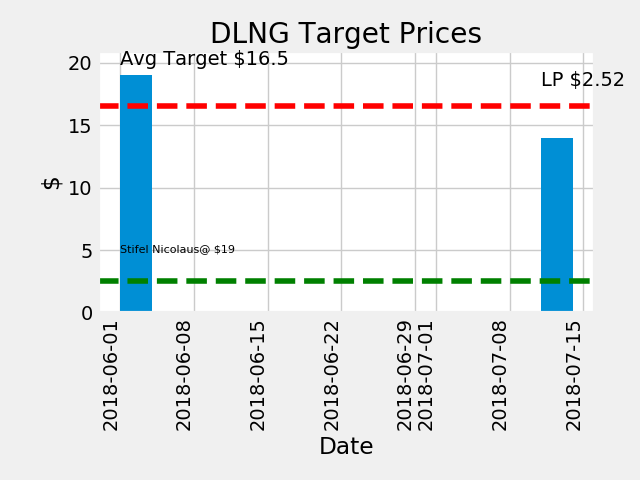 DLNG Target Prices
Avg Target $16.5
LP $2.52
20
15
10
5
0
$
Stifel Nicolaus@ $19
2018-06-01
2018-06-08
2018-06-15
2018-06-22
2018-06-29
2018-07-01
2018-07-08
2018-07-15
Date